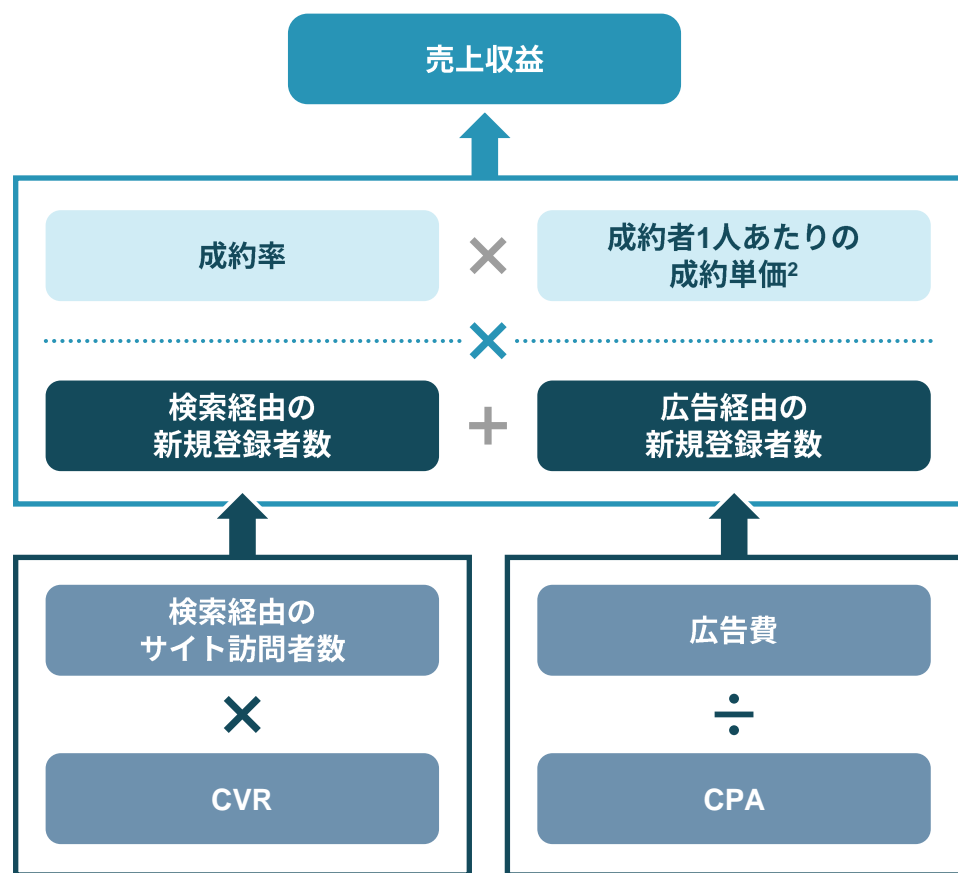 売上収益
成約率
×
成約者1人あたりの
成約単価²
×
検索経由の
新規登録者数
+
広告経由の
新規登録者数
検索経由の
サイト訪問者数
×
CVR
広告費
÷
CPA